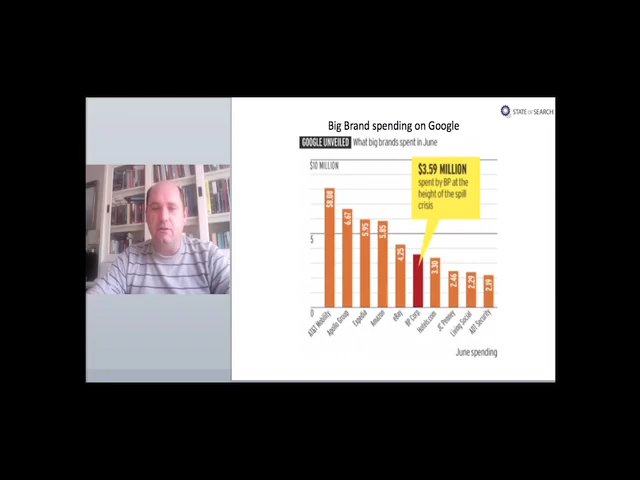 STATE OF SEARCH
Big Brand spending on Google
GOOGLE UNVEILED What big brands spent in June
$10 MILLION
$3.59 MILLION
spent by BP at the
height of the spill
crisis
5
0
$8.08
6.67
5.95
5.85
4.25
3.30
2.46
2.29
2.19
AT&T Mobility
Apollo Group
Expedia
Amazon
eBay
BP Corp
Hotels.com
JC Penney
Living Social
ADT Security
June spending